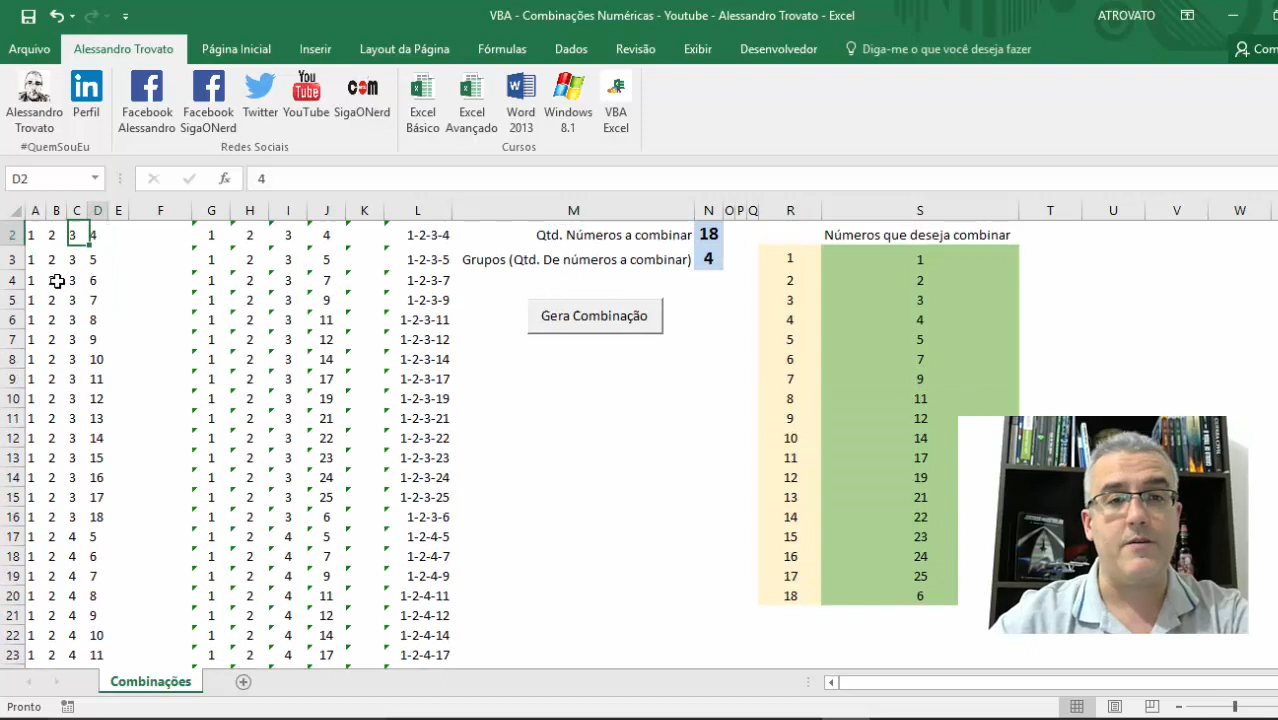 VBA - Combinações Numéricas - Youtube - Alessandro Trovato - Excel
ATROVATO
Arquivo Alessandro Trovato Página Inicial Inserir Layout da Página Fórmulas Dados Revisão Exibir Desenvolvedor Diga-me o que você deseja fazer Com
You Tube .COM
Alessandro Trovato Perfil Facebook Alessandro Facebook SigaONerd Twitter YouTube SigaONerd Excel Básico Excel Avançado Word 2013 Windows 8.1 VBA Excel
#QuemSouEu Redes Sociais Cursos
D2 fx 4
A B C D E F G H I J K L M N O P Q R S T U V W
2 1 2 3 4 1 2 3 4 1-2-3-4 Qtd. Números a combinar 18 Números que deseja combinar
3 1 2 3 5 1 2 3 5 1-2-3-5 Grupos (Qtd. De números a combinar) 4 1 1
4 1 2 3 6 1 2 3 7 1-2-3-7 2 2
5 1 2 3 7 1 2 3 9 1-2-3-9 3 3
Gera Combinação
6 1 2 3 8 1 2 3 11 1-2-3-11 4 4
7 1 2 3 9 1 2 3 12 1-2-3-12 5 5
8 1 2 3 10 1 2 3 14 1-2-3-14 6 7
9 1 2 3 11 1 2 3 17 1-2-3-17 7 9
10 1 2 3 12 1 2 3 19 1-2-3-19 8 11
11 1 2 3 13 1 2 3 21 1-2-3-21 9 12
12 1 2 3 14 1 2 3 22 1-2-3-22 10 14
13 1 2 3 15 1 2 3 23 1-2-3-23 11 17
14 1 2 3 16 1 2 3 24 1-2-3-24 12 19
15 1 2 3 17 1 2 3 25 1-2-3-25 13 21
16 1 2 3 18 1 2 3 6 1-2-3-6 14 22
17 1 2 4 5 1 2 4 5 1-2-4-5 15 23
18 1 2 4 6 1 2 4 7 1-2-4-7 16 24
19 1 2 4 7 1 2 4 9 1-2-4-9 17 25
20 1 2 4 8 1 2 4 11 1-2-4-11 18 6
21 1 2 4 9 1 2 4 12 1-2-4-12
22 1 2 4 10 1 2 4 14 1-2-4-14
23 1 2 4 11 1 2 4 17 1-2-4-17
Combinações
Pronto